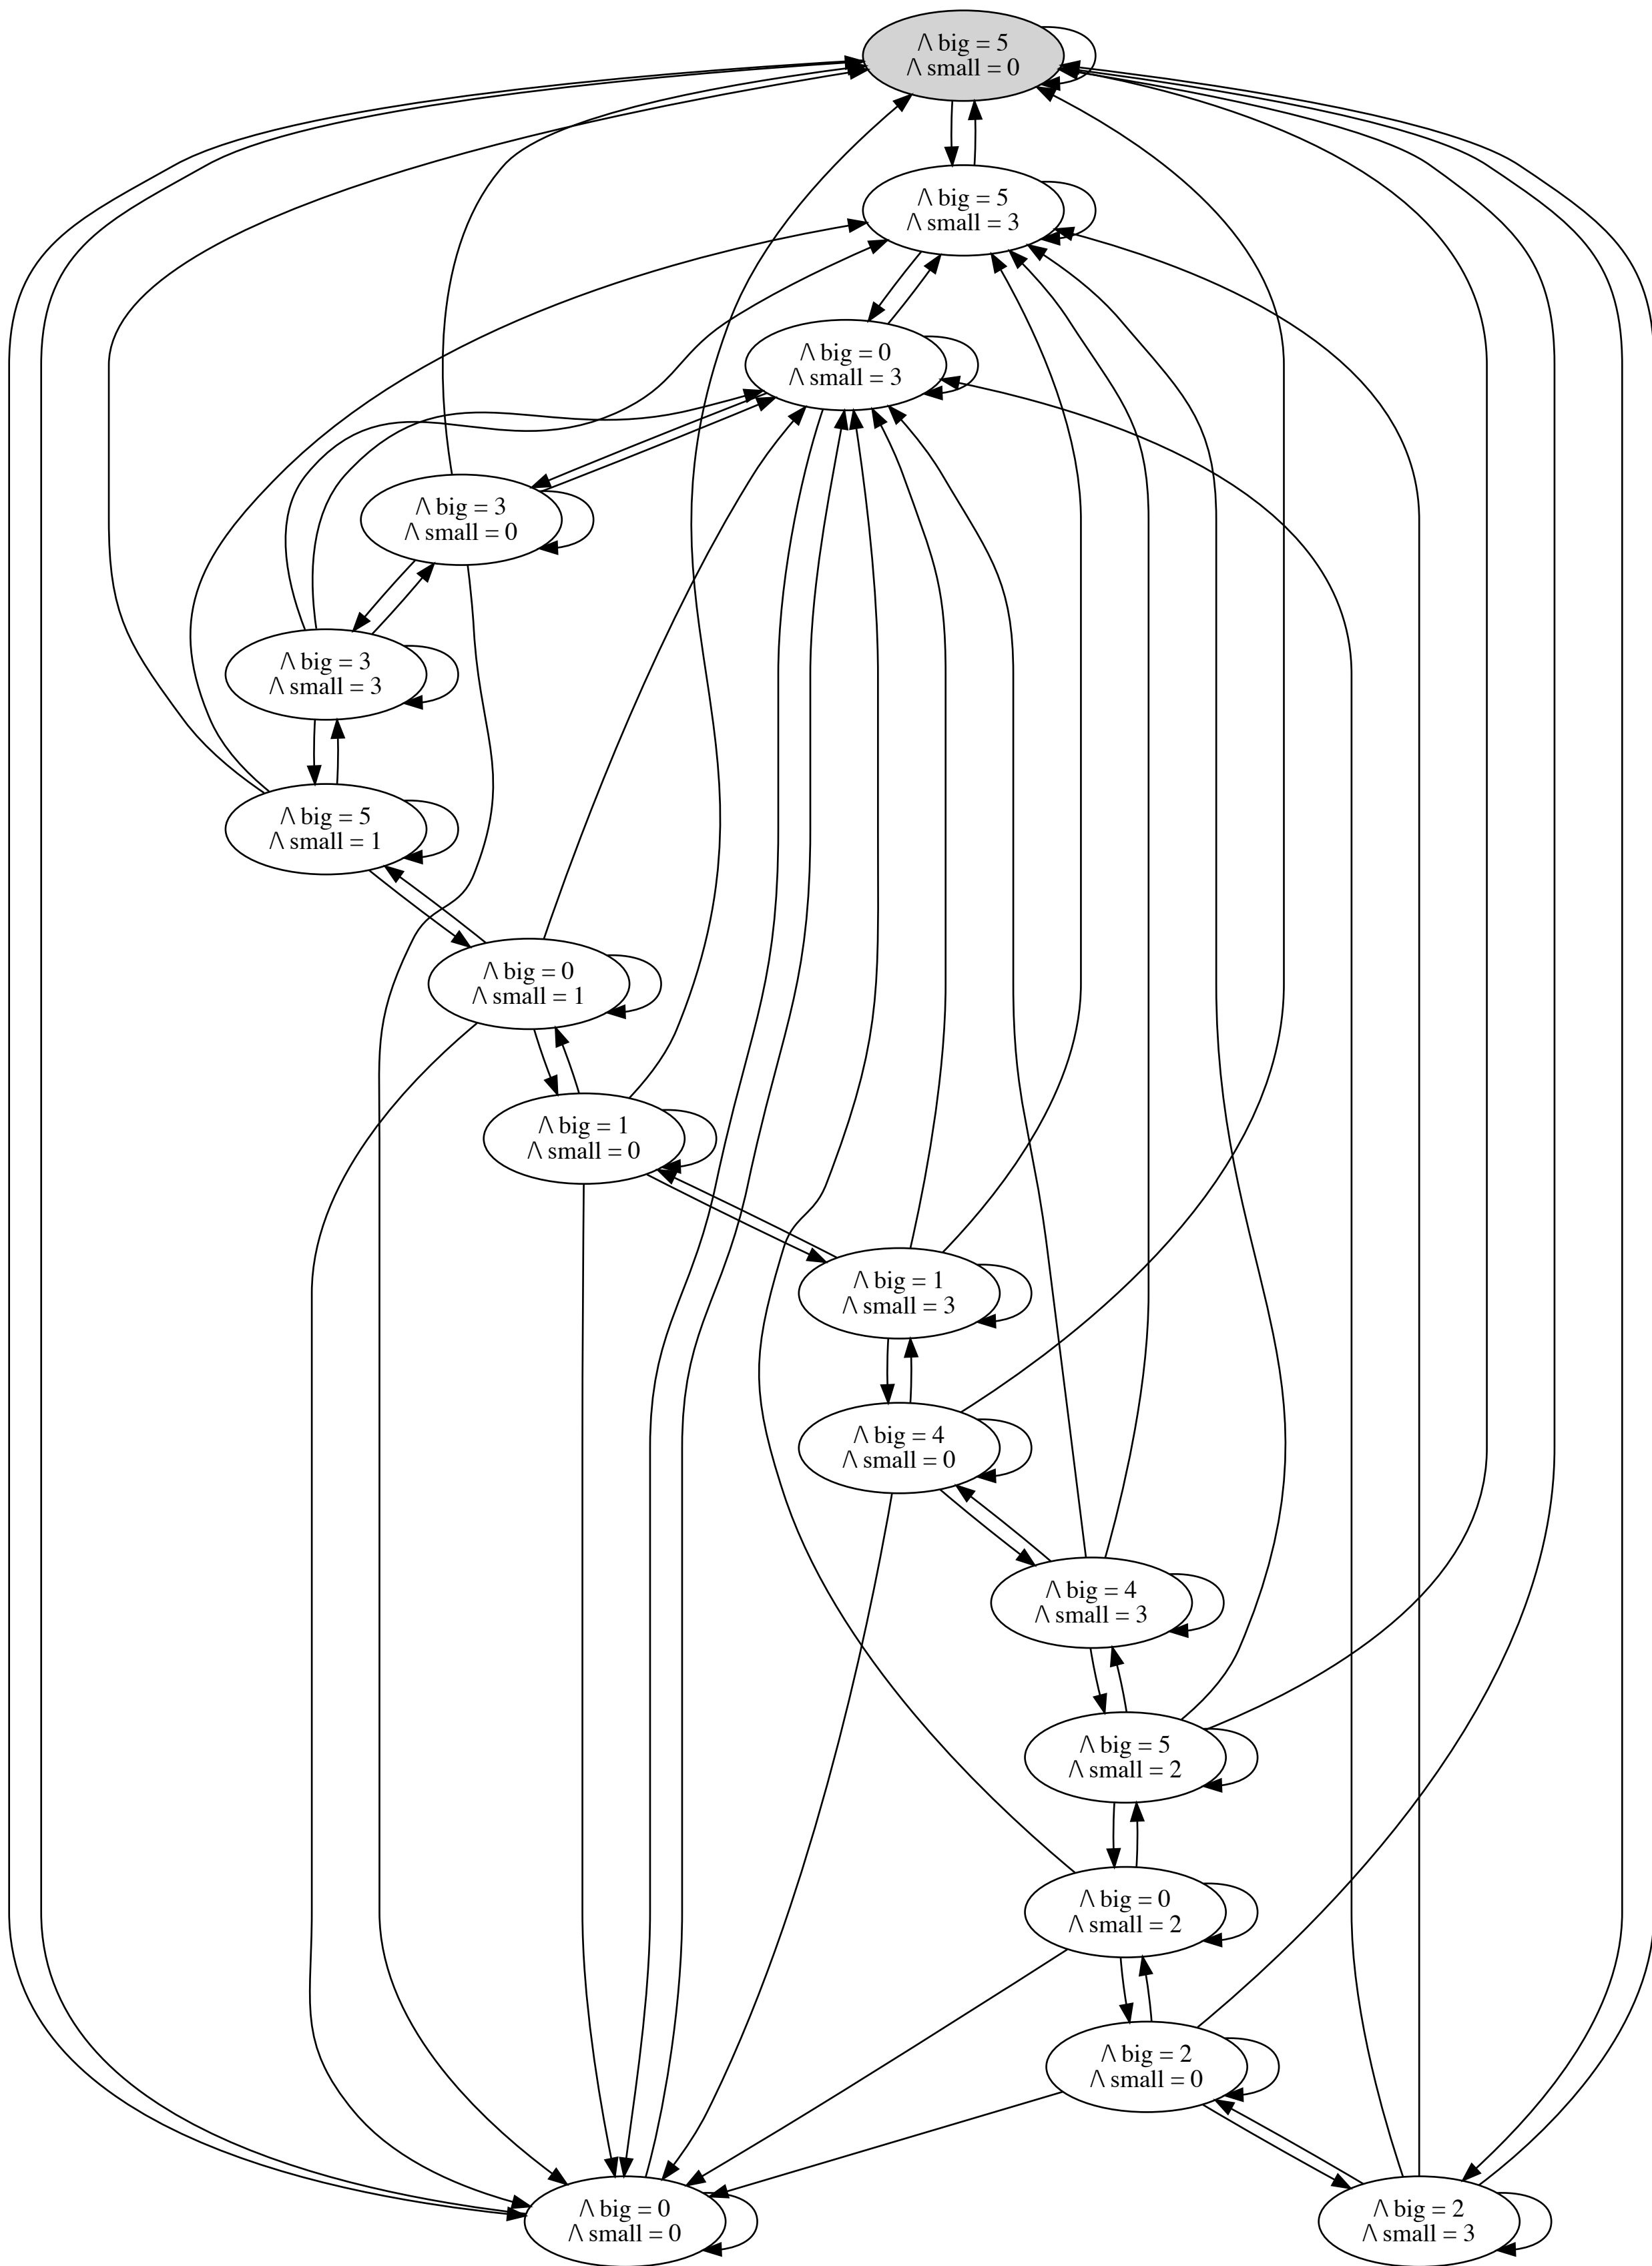 /\ big = 5
/\ small = 0
/\ big = 5
/\ small = 3
/\ big = 0
/\ small = 3
/\ big = 3
/\ small = 0
/\ big = 3
/\ small = 3
/\ big = 5
/\ small = 1
/\ big = 0
/\ small = 1
/\ big = 1
/\ small = 0
/\ big = 1
/\ small = 3
/\ big = 4
/\ small = 0
/\ big = 4
/\ small = 3
/\ big = 5
/\ small = 2
/\ big = 0
/\ small = 2
/\ big = 2
/\ small = 0
/\ big = 0
/\ small = 0
/\ big = 2
/\ small = 3